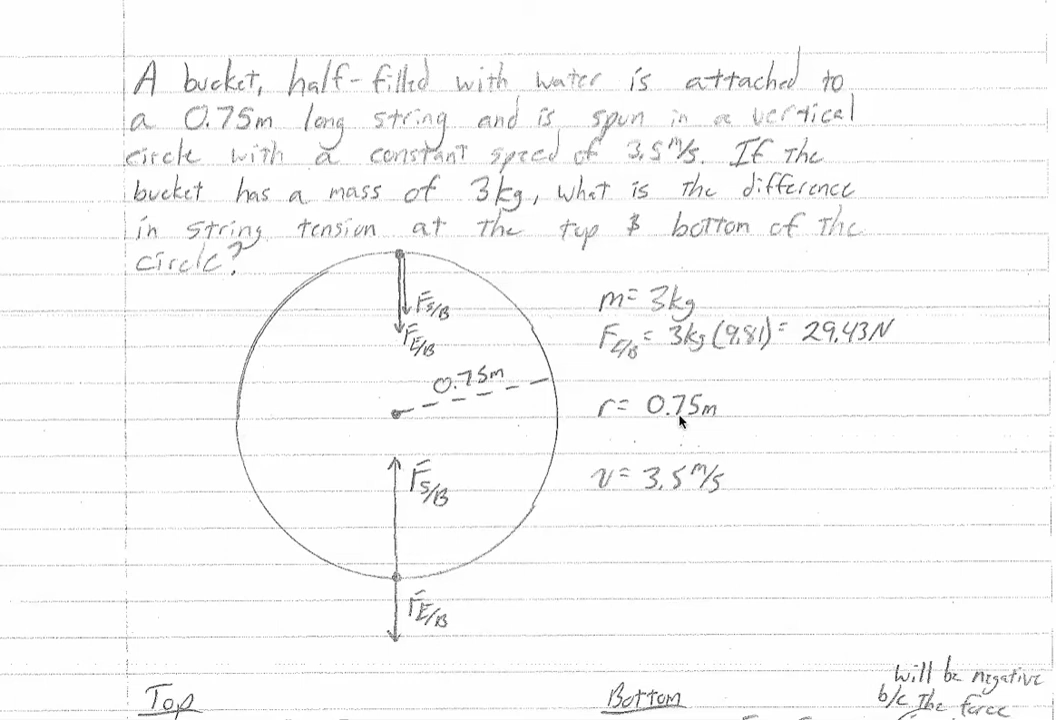 A bucket, half-filled with water is attached to
a 0.75m long string and is spun in a vertical
circle with a constant speed of 3.5 m/s. If the
bucket has a mass of 3kg, what is the difference
in string tension at the top & bottom of the
circle?
m= 3kg
F̄S/B
F̄E/B
FE/B = 3kg (9.81) = 29.43N
0.75m
r= 0.75m
F̄S/B
v= 3.5 m/s
F̄E/B
will be negative
Top
Bottom
b/c the force